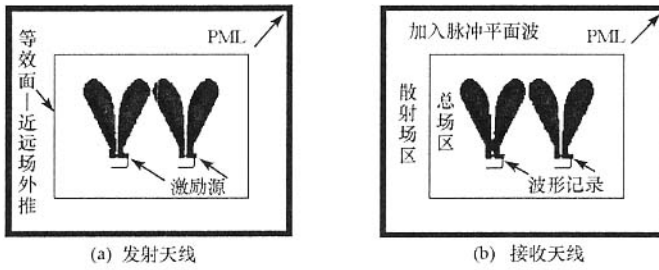 等效面—近远场外推
PML
激励源
(a) 发射天线
加入脉冲平面波
PML
散射场区
总场区
波形记录
(b) 接收天线